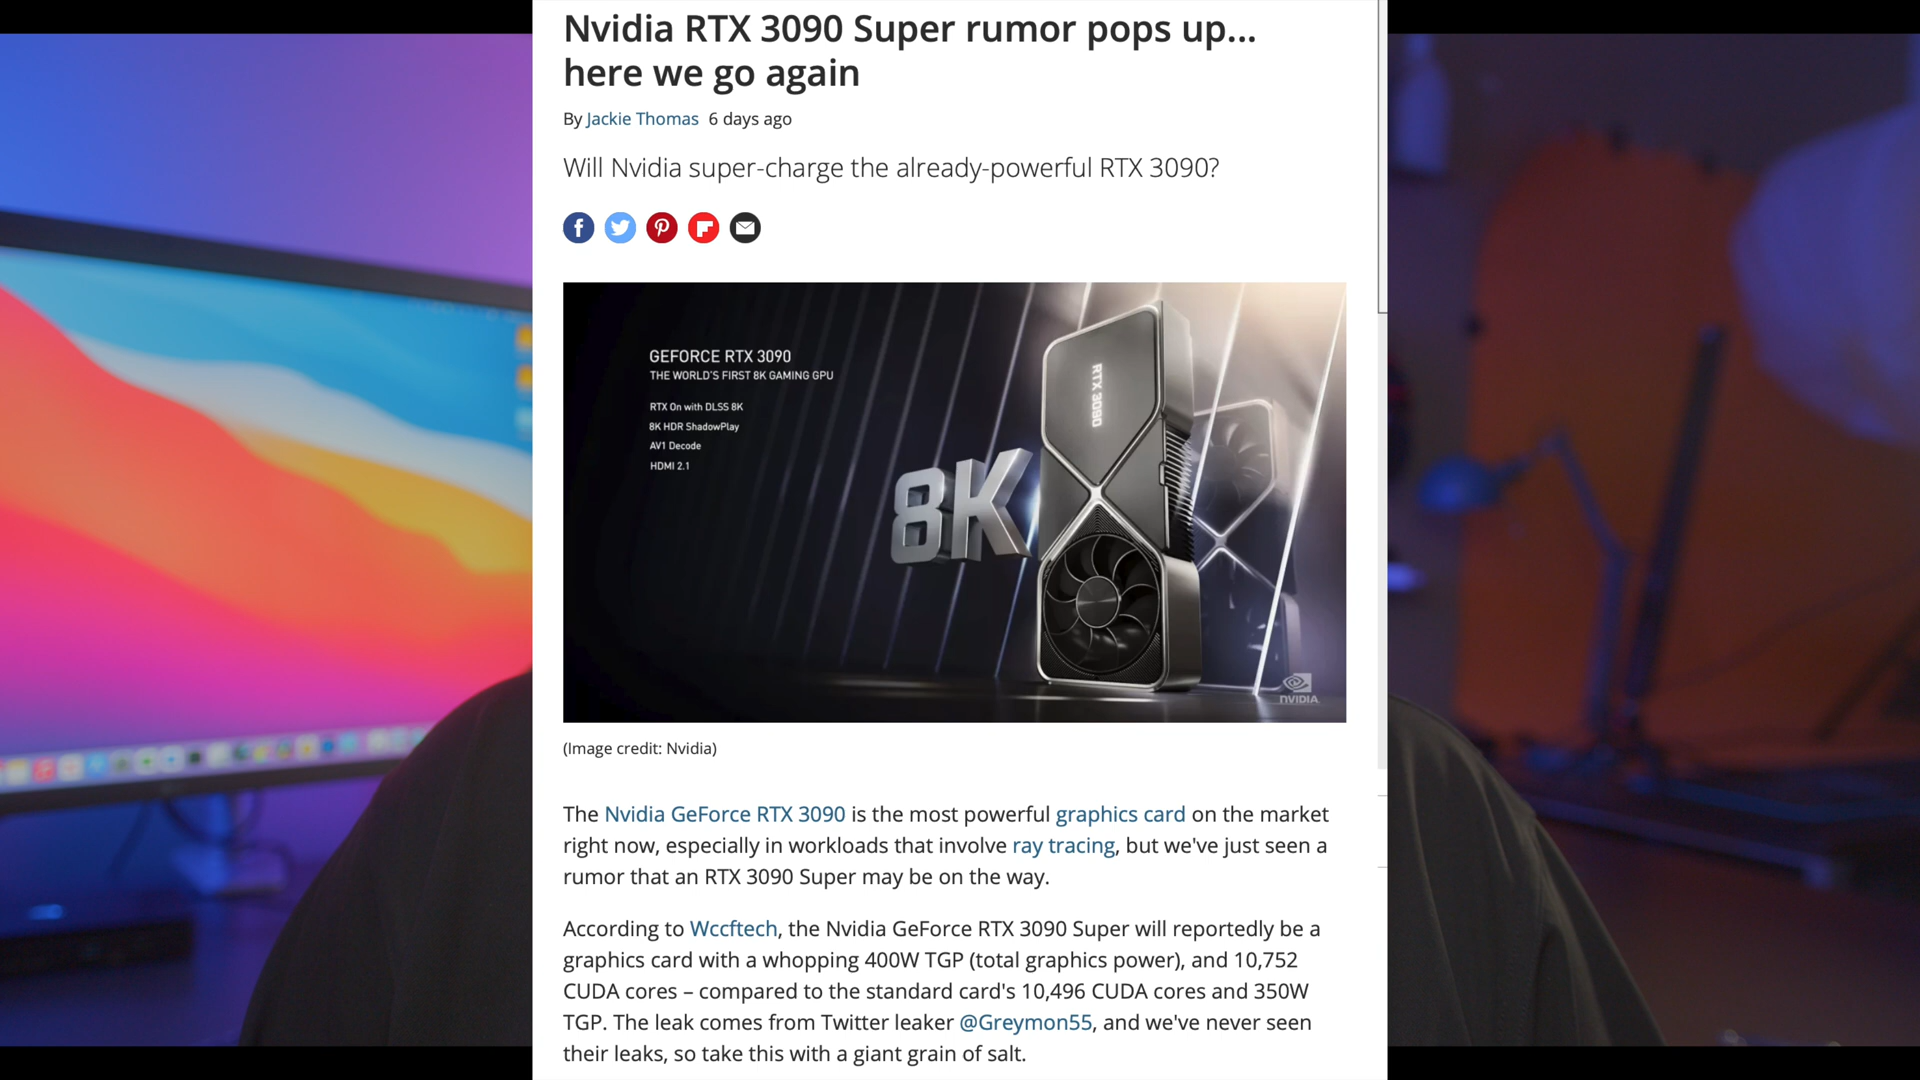 Nvidia RTX 3090 Super rumor pops up...
here we go again
By Jackie Thomas 6 days ago
Will Nvidia super-charge the already-powerful RTX 3090?
GEFORCE RTX 3090
THE WORLD'S FIRST 8K GAMING GPU
RTX On with DLSS 8K
8K HDR ShadowPlay
AV1 Decode
HDMI 2.1
8K
RTX 3090
NVIDIA
(Image credit: Nvidia)
The Nvidia GeForce RTX 3090 is the most powerful graphics card on the market
right now, especially in workloads that involve ray tracing, but we've just seen a
rumor that an RTX 3090 Super may be on the way.
According to Wccftech, the Nvidia GeForce RTX 3090 Super will reportedly be a
graphics card with a whopping 400W TGP (total graphics power), and 10,752
CUDA cores – compared to the standard card's 10,496 CUDA cores and 350W
TGP. The leak comes from Twitter leaker @Greymon55, and we've never seen
their leaks, so take this with a giant grain of salt.